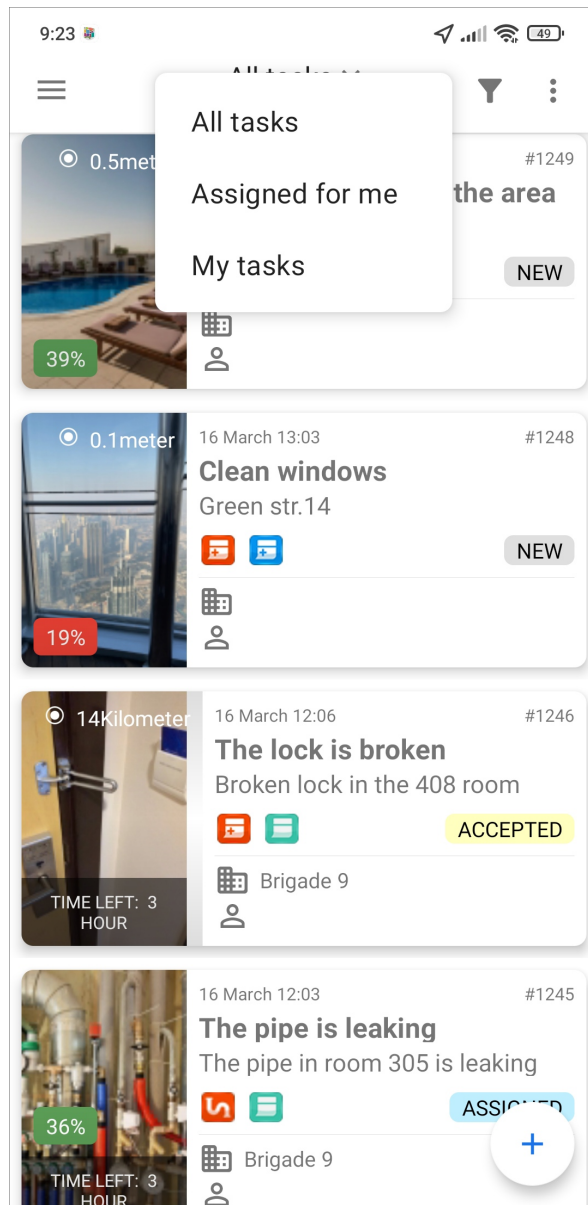 9:23
49
All tasks
All tasks
Assigned for me
My tasks
0.5met
#1249
the area
NEW
39%
0.1meter
16 March 13:03
#1248
Clean windows
Green str.14
NEW
19%
14Kilometer
16 March 12:06
#1246
The lock is broken
Broken lock in the 408 room
ACCEPTED
Brigade 9
TIME LEFT: 3
HOUR
16 March 12:03
#1245
The pipe is leaking
The pipe in room 305 is leaking
ASSIGNED
36%
Brigade 9
TIME LEFT: 3
HOUR